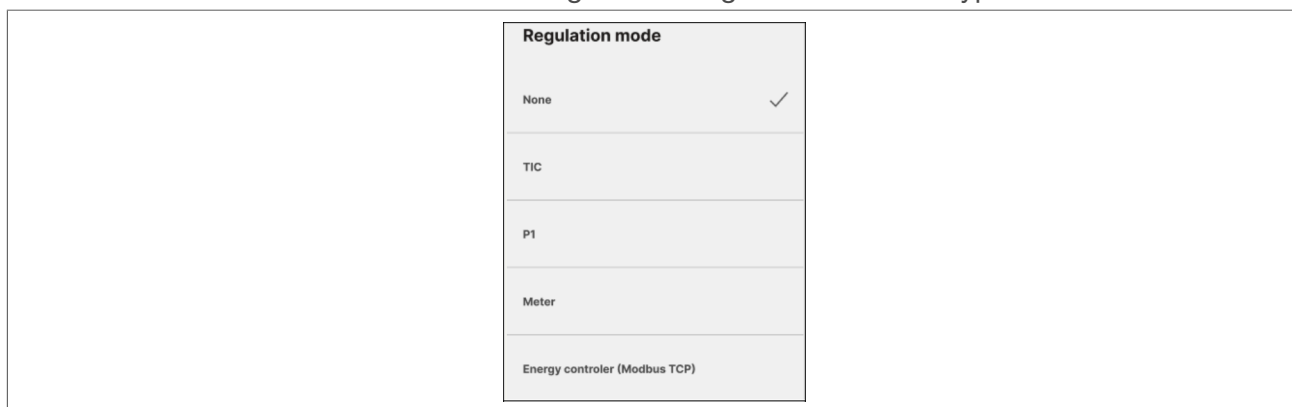 Regulation mode
None
TIC
P1
Meter
Energy controler (Modbus TCP)